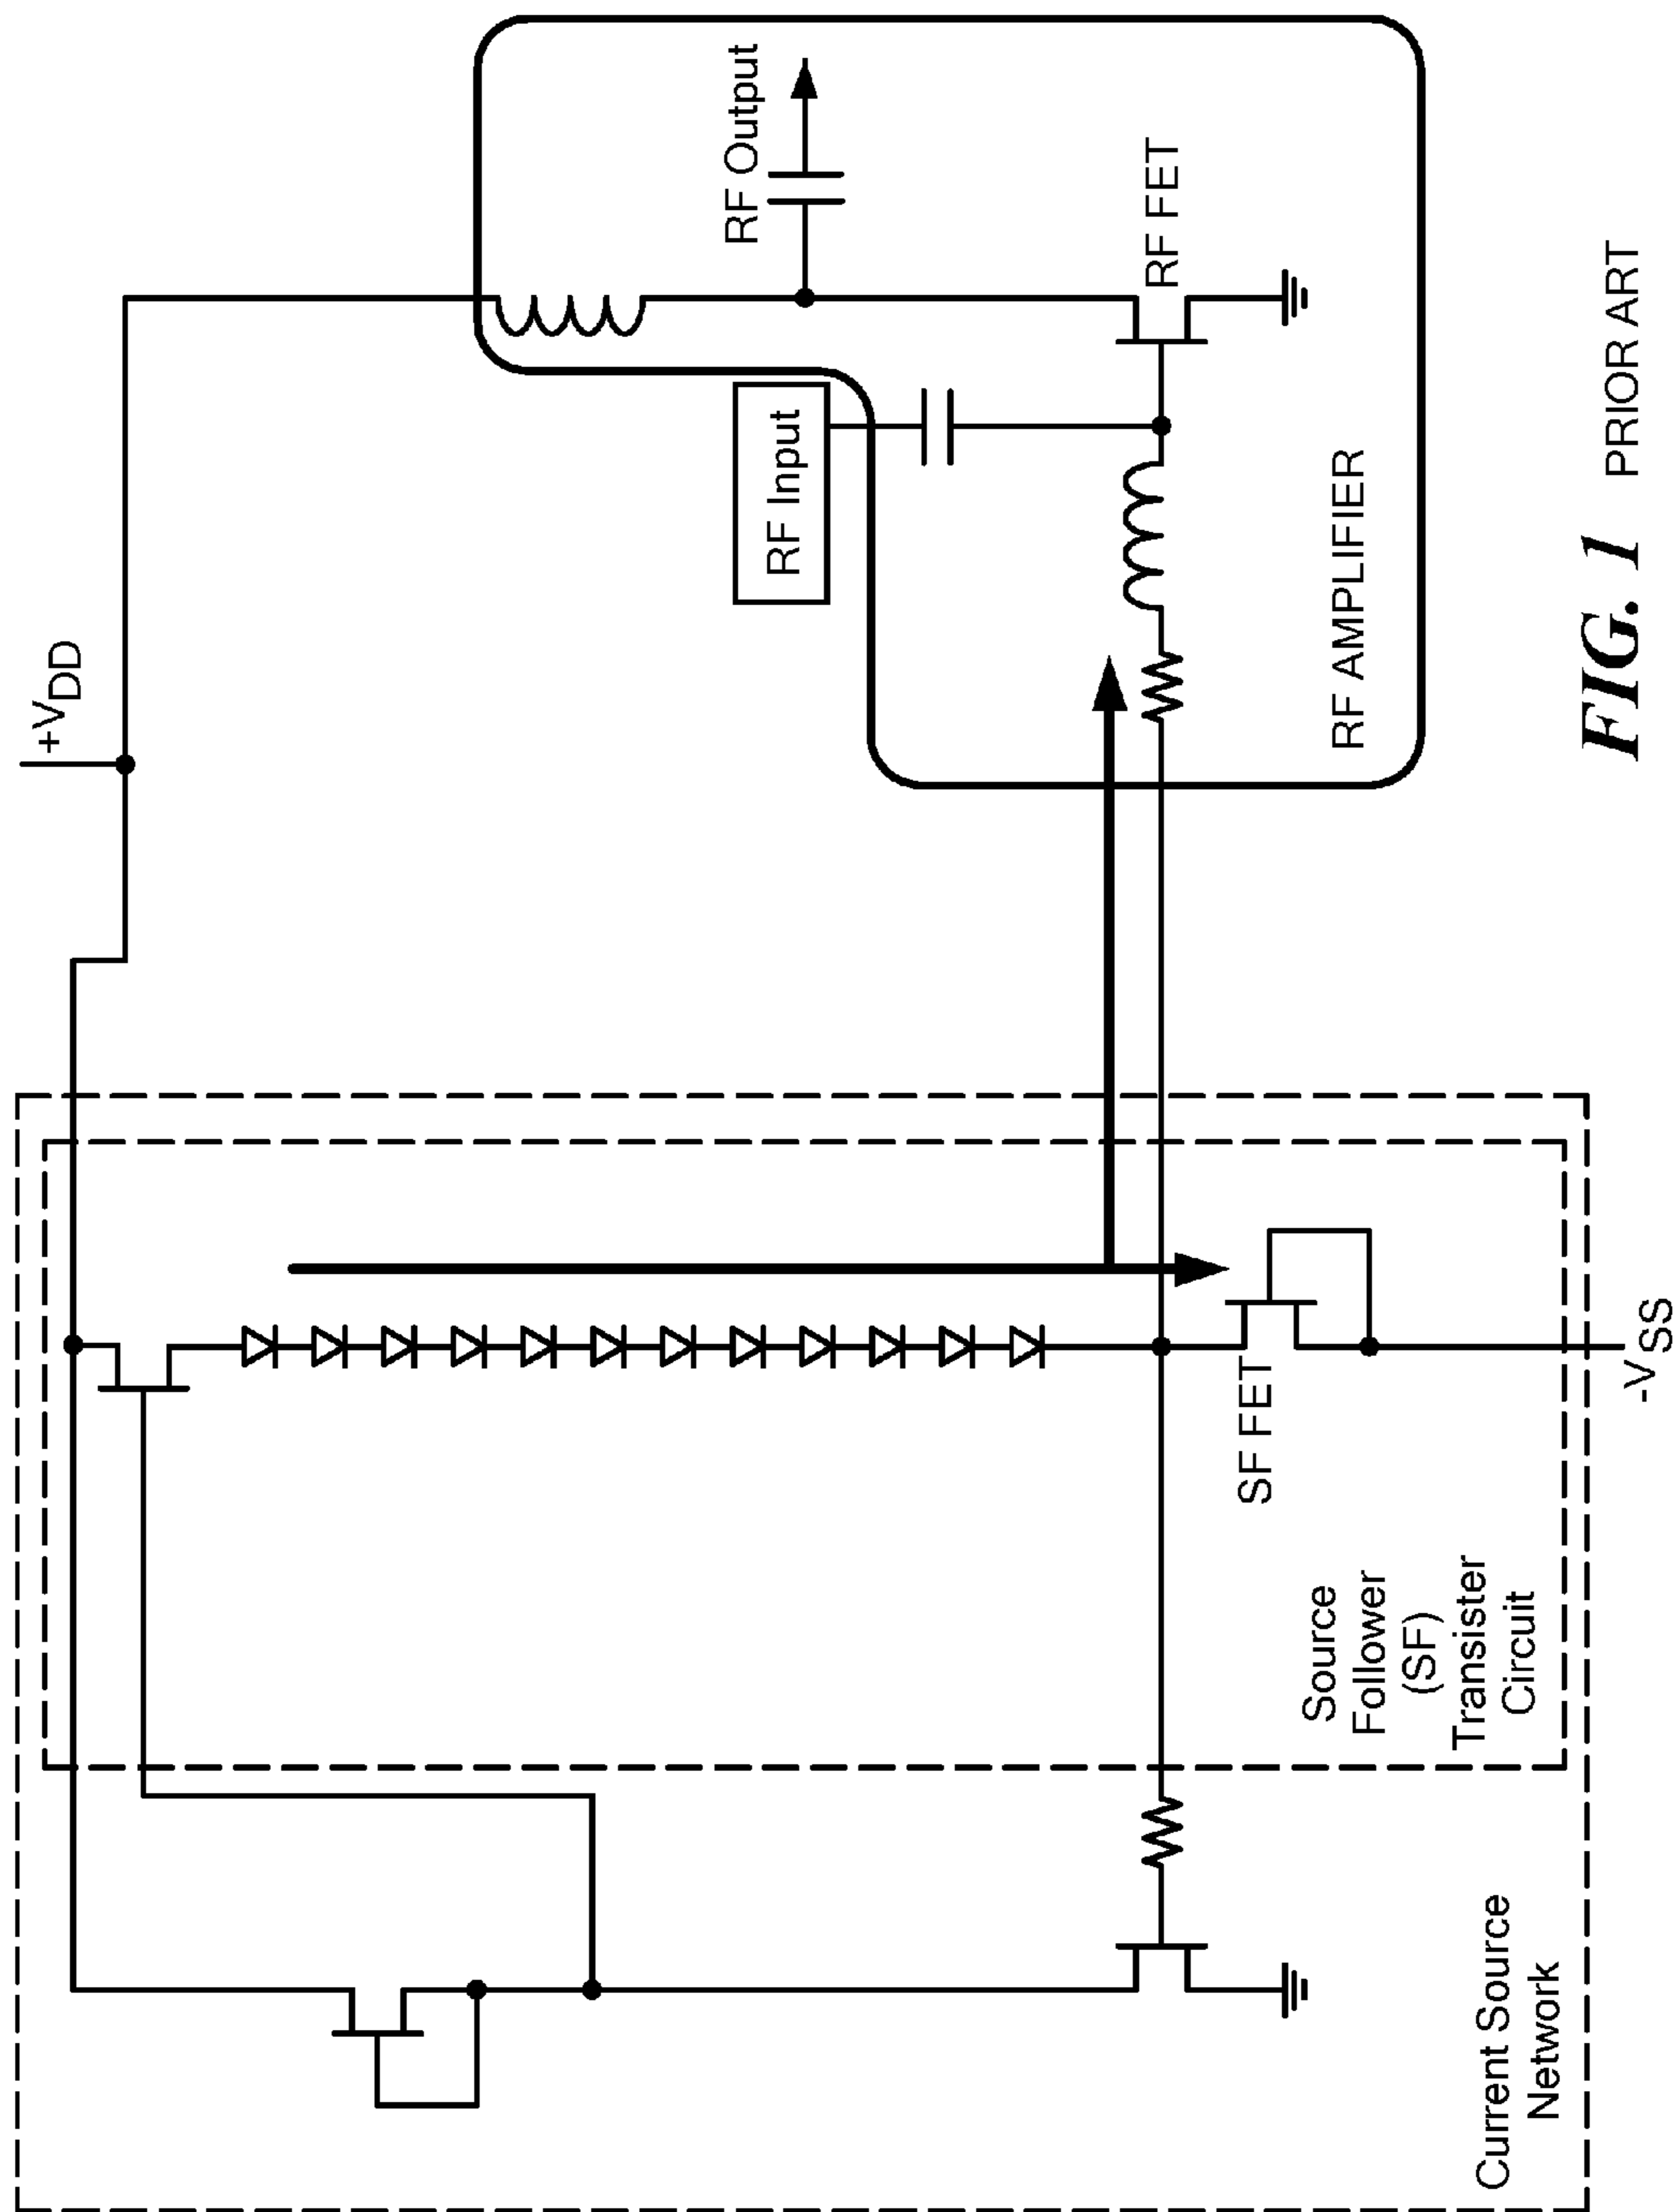 +VDD
RF Output
RF Input
RF FET
RF AMPLIFIER
SF FET
Source
Follower
(SF)
Transister
Circuit
Current Source
Network
-VSS
FIG. 1 PRIOR ART